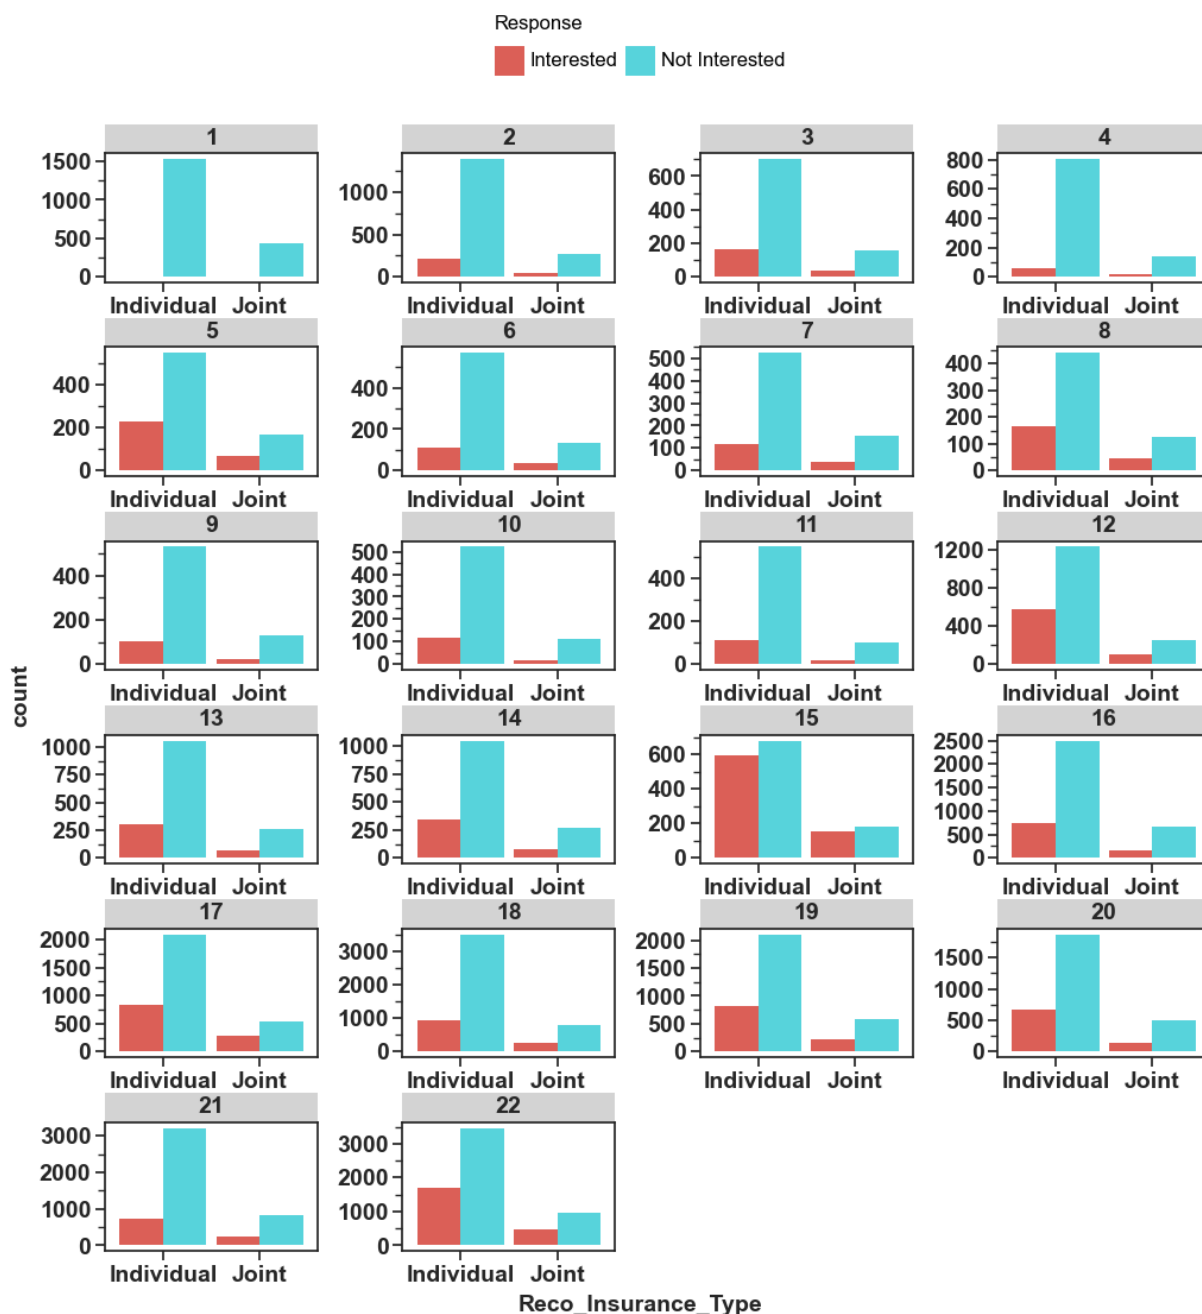 Response
Interested Not Interested
1 2 3 4
1500 1000 500 0
1000 500 0
600 400 200 0
800 600 400 200 0
Individual Joint Individual Joint Individual Joint Individual Joint
5 6 7 8
400 200 0
400 200 0
500 400 300 200 100 0
400 300 200 100 0
Individual Joint Individual Joint Individual Joint Individual Joint
9 10 11 12
400 200 0
500 400 300 200 100 0
400 200 0
1200 800 400 0
Individual Joint Individual Joint Individual Joint Individual Joint
count
13 14 15 16
1000 750 500 250 0
1000 750 500 250 0
600 400 200 0
2500 2000 1500 1000 500 0
Individual Joint Individual Joint Individual Joint Individual Joint
17 18 19 20
2000 1500 1000 500 0
3000 2000 1000 0
2000 1500 1000 500 0
1500 1000 500 0
Individual Joint Individual Joint Individual Joint Individual Joint
21 22
3000 2000 1000 0
3000 2000 1000 0
Individual Joint Individual Joint
Reco_Insurance_Type